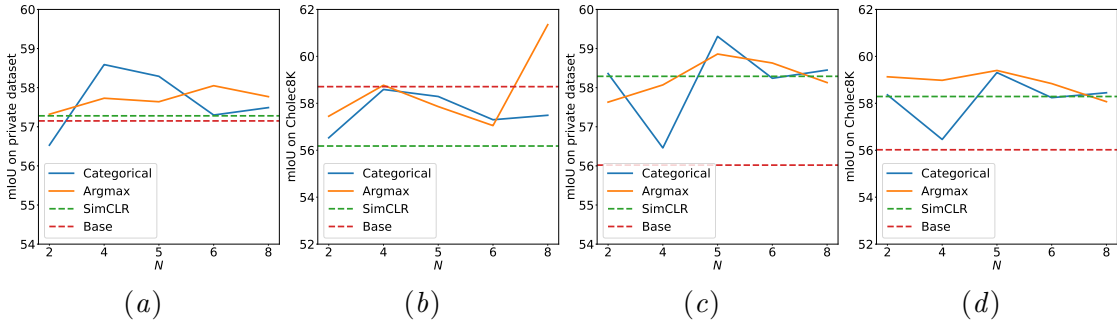 60
59
58
57
56
55
54
mIoU on private dataset
2
4
5
6
8
N
Categorical
Argmax
SimCLR
Base
(a)
62
60
58
56
54
52
mIoU on Cholec8K
2
4
5
6
8
N
Categorical
Argmax
SimCLR
Base
(b)
60
59
58
57
56
55
54
mIoU on private dataset
2
4
5
6
8
N
Categorical
Argmax
SimCLR
Base
(c)
62
60
58
56
54
52
mIoU on Cholec8K
2
4
5
6
8
N
Categorical
Argmax
SimCLR
Base
(d)